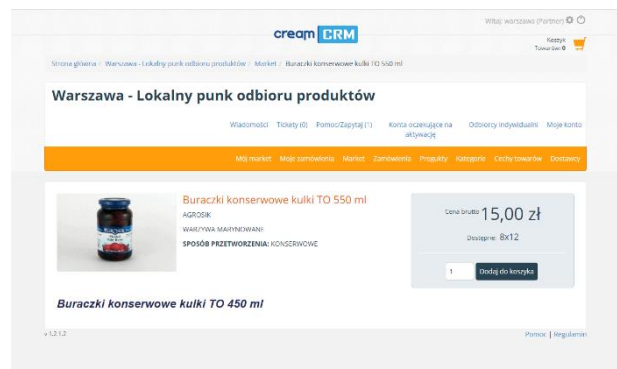 Witaj: warszawa (Partner)
cream CRM
Koszyk
Towarów: 0
Strona główna / Warszawa - Lokalny punk odbioru produktów / Market / Buraczki konserwowe kulki TO 550 ml
Warszawa - Lokalny punk odbioru produktów
Wiadomości Tickety (6) Pomoc/Zapytaj (1) Konta oczekujące na aktywację Odbiorcy indywidualni Moje konto
Mój market Moje zamówienia Market Zamówienia Produkty Kategorie Cechy towarów Dostawcy
Buraczki konserwowe kulki TO 550 ml
AGROSIK
WARZYWA MARYNOWANE
SPOSÓB PRZETWORZENIA: KONSERWOWE
Cena brutto 15,00 zł
Dostępne: 8x12
1 Dodaj do koszyka
Buraczki konserwowe kulki TO 450 ml
v 1.2.1.2
Pomoc | Regulamin